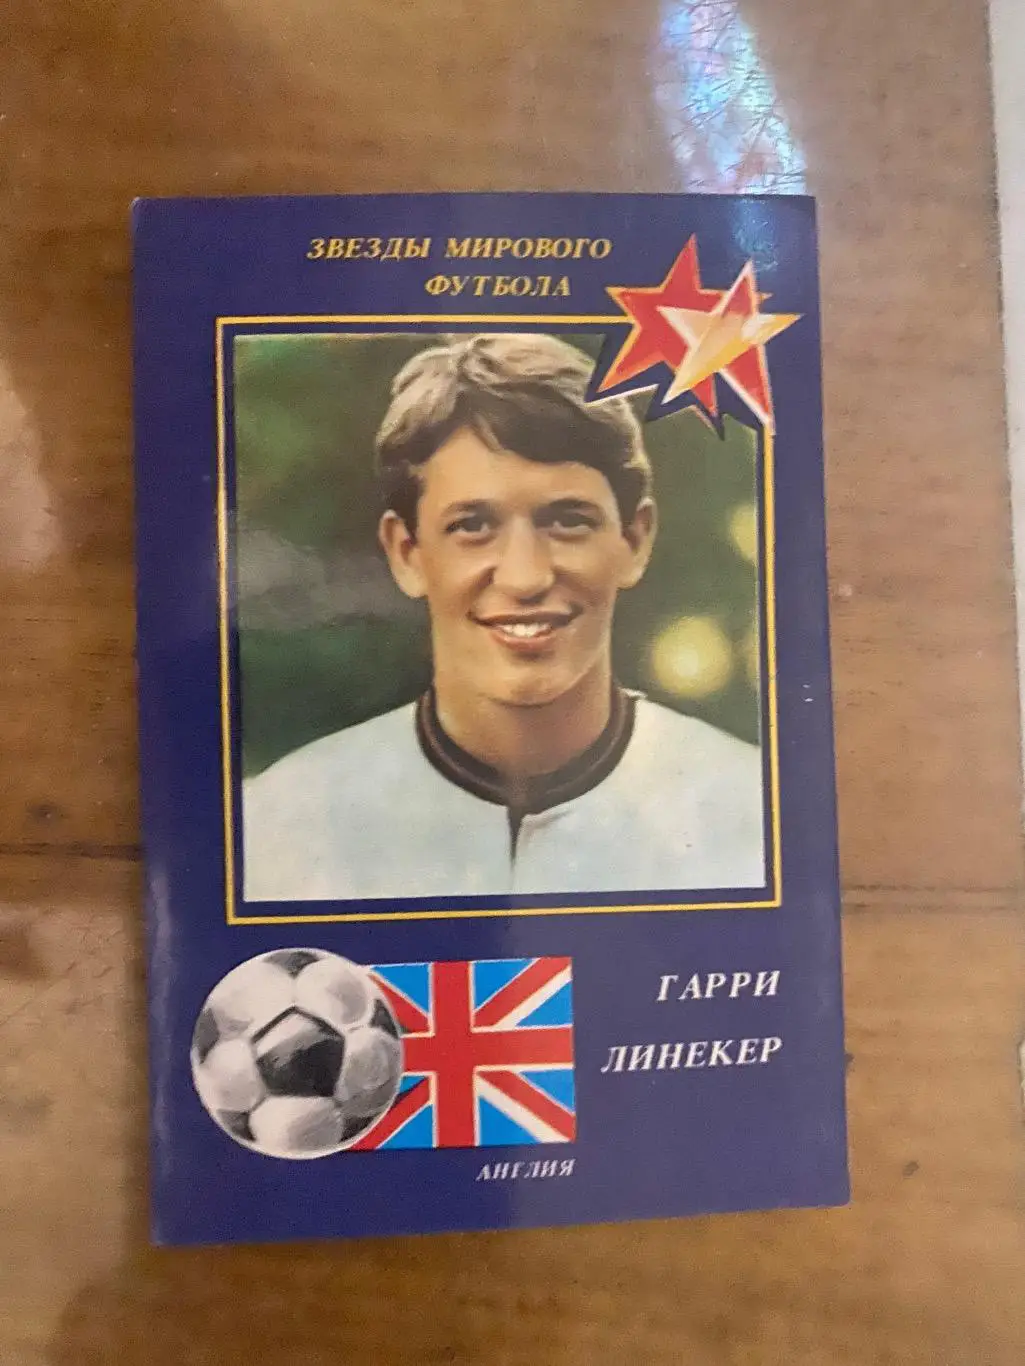 ЗВЕЗДЫ МИРОВОГО
ФУТБОЛА
ГАРРИ
ЛИНЕКЕР
АНГЛИЯ